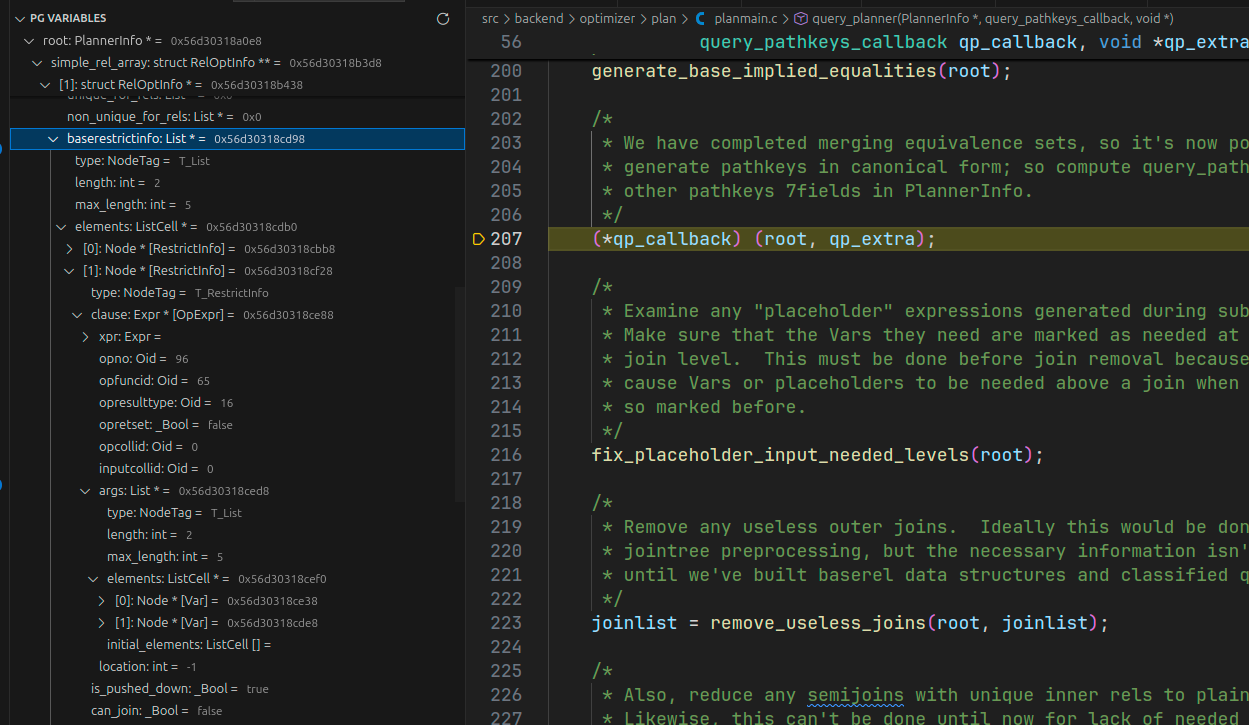 PG VARIABLES
root: PlannerInfo * = 0x56d30318a0e8
simple_rel_array: struct RelOptInfo ** = 0x56d30318b3d8
[1]: struct RelOptInfo * = 0x56d30318b438
unique_for_rels: List * = 0x0
non_unique_for_rels: List * = 0x0
baserestrictinfo: List * = 0x56d30318cd98
type: NodeTag = T_List
length: int = 2
max_length: int = 5
elements: ListCell * = 0x56d30318cdb0
[0]: Node * [RestrictInfo] = 0x56d30318cbb8
[1]: Node * [RestrictInfo] = 0x56d30318cf28
type: NodeTag = T_RestrictInfo
clause: Expr * [OpExpr] = 0x56d30318ce88
xpr: Expr =
opno: Oid = 96
opfuncid: Oid = 65
opresulttype: Oid = 16
opretset: _Bool = false
opcollid: Oid = 0
inputcollid: Oid = 0
args: List * = 0x56d30318ced8
type: NodeTag = T_List
length: int = 2
max_length: int = 5
elements: ListCell * = 0x56d30318cef0
[0]: Node * [Var] = 0x56d30318ce38
[1]: Node * [Var] = 0x56d30318cde8
initial_elements: ListCell [] =
location: int = -1
is_pushed_down: _Bool = true
can_join: _Bool = false
src > backend > optimizer > plan > C planmain.c > query_planner(PlannerInfo *, query_pathkeys_callback, void *)
56 query_pathkeys_callback qp_callback, void *qp_extra
200 generate_base_implied_equalities(root);
201
202 /*
203 * We have completed merging equivalence sets, so it's now po
204 * generate pathkeys in canonical form; so compute query_path
205 * other pathkeys 7fields in PlannerInfo.
206 */
207 (*qp_callback) (root, qp_extra);
208
209 /*
210 * Examine any "placeholder" expressions generated during sub
211 * Make sure that the Vars they need are marked as needed at
212 * join level.  This must be done before join removal because
213 * cause Vars or placeholders to be needed above a join when
214 * so marked before.
215 */
216 fix_placeholder_input_needed_levels(root);
217
218 /*
219 * Remove any useless outer joins.  Ideally this would be don
220 * jointree preprocessing, but the necessary information isn'
221 * until we've built baserel data structures and classified q
222 */
223 joinlist = remove_useless_joins(root, joinlist);
224
225 /*
226 * Also, reduce any semijoins with unique inner rels to plain
227 * Likewise, this can't be done until now for lack of needed